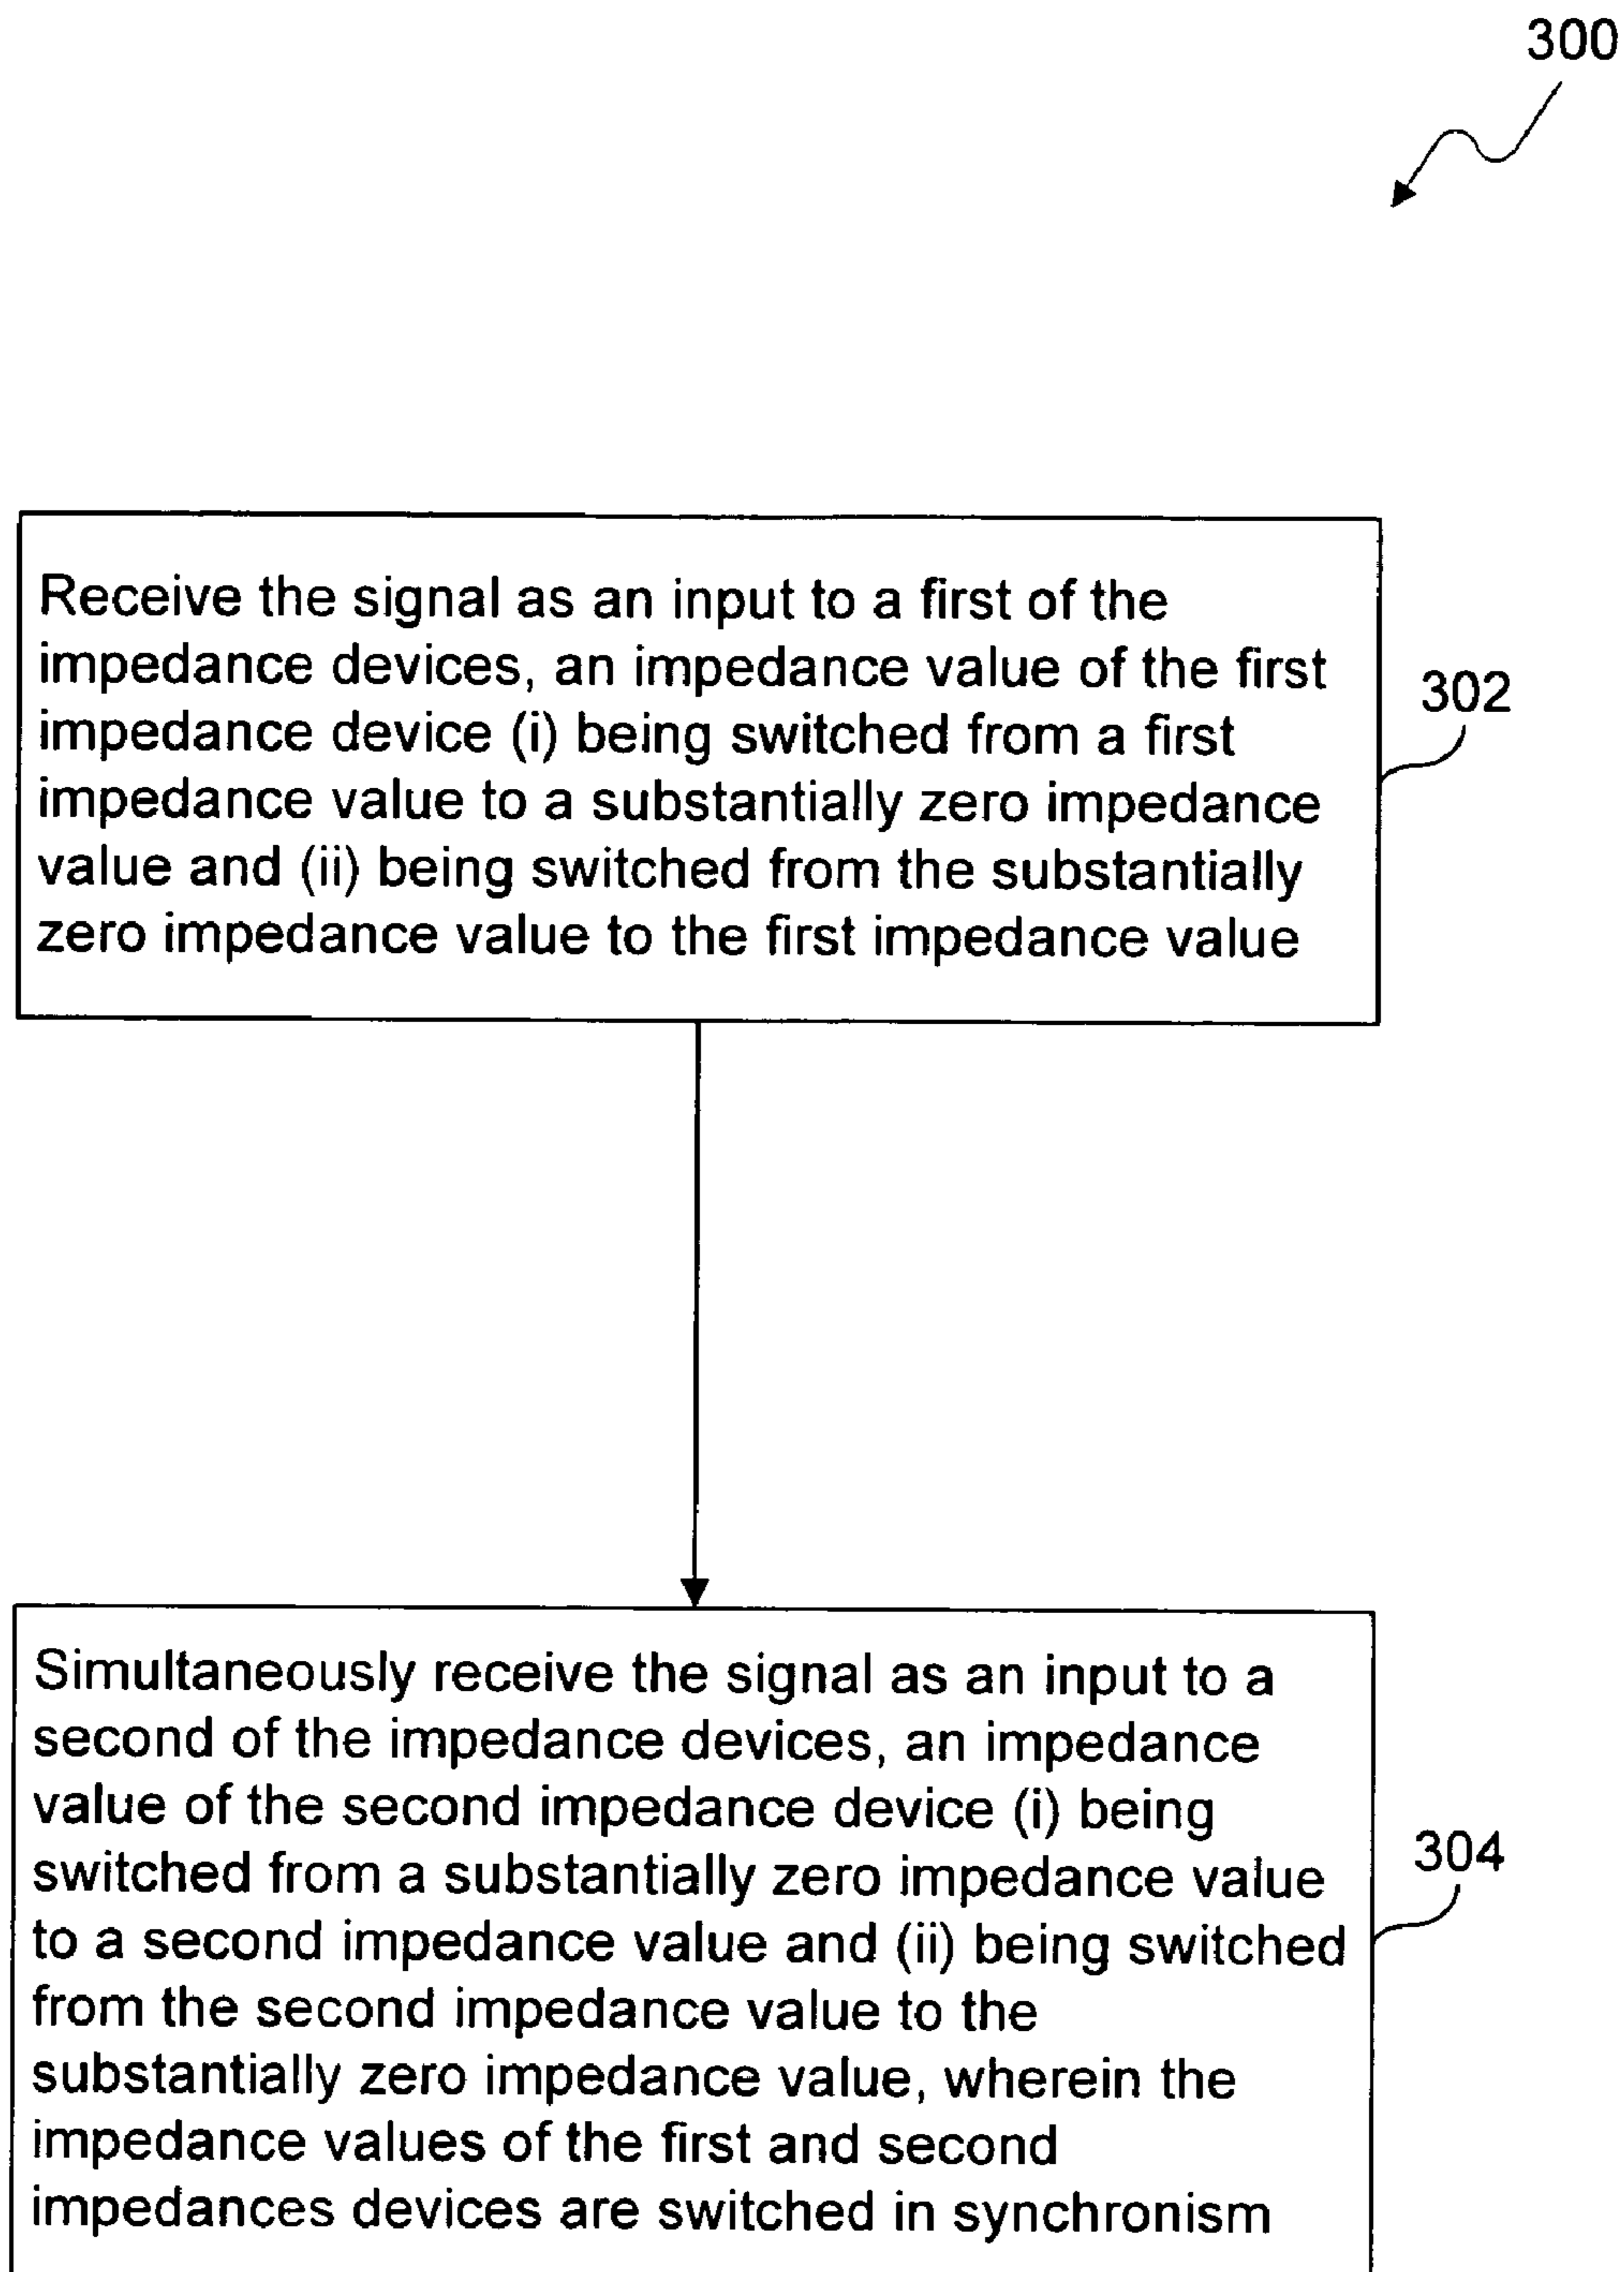 300
Receive the signal as an input to a first of the
impedance devices, an impedance value of the first
impedance device (i) being switched from a first
impedance value to a substantially zero impedance
value and (ii) being switched from the substantially
zero impedance value to the first impedance value
302
Simultaneously receive the signal as an input to a
second of the impedance devices, an impedance
value of the second impedance device (i) being
switched from a substantially zero impedance value
to a second impedance value and (ii) being switched
from the second impedance value to the
substantially zero impedance value, wherein the
impedance values of the first and second
impedances devices are switched in synchronism
304